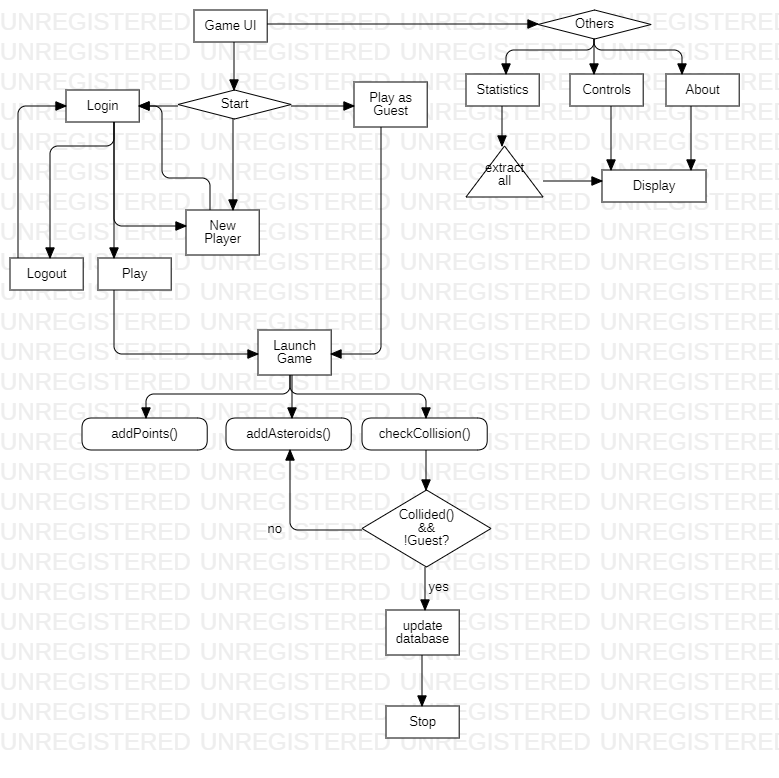 Game UI
Others
Statistics
Controls
About
Login
Start
Play as
Guest
extract
all
Display
New
Player
Logout
Play
Launch
Game
addPoints()
addAsteroids()
checkCollision()
Collided()
&&
!Guest?
no
yes
update
database
Stop
UNREGISTERED